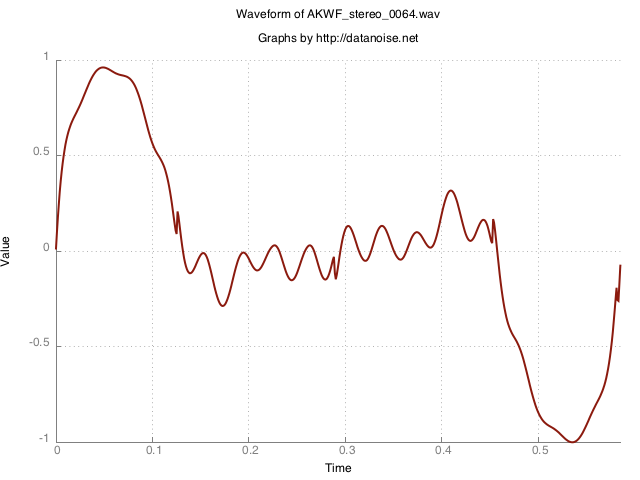 Waveform of AKWF_stereo_0064.wav
Graphs by http://datanoise.net
1
0.5
0
-0.5
-1
Value
0 0.1 0.2 0.3 0.4 0.5
Time